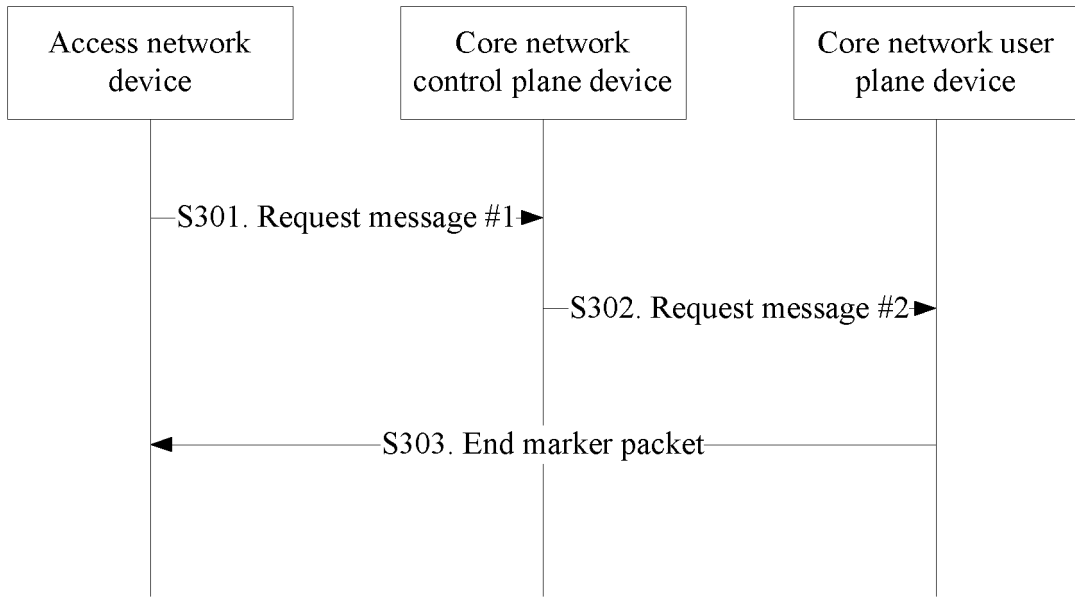 Access network
device
Core network
control plane device
Core network user
plane device
S301. Request message #1
S302. Request message #2
S303. End marker packet